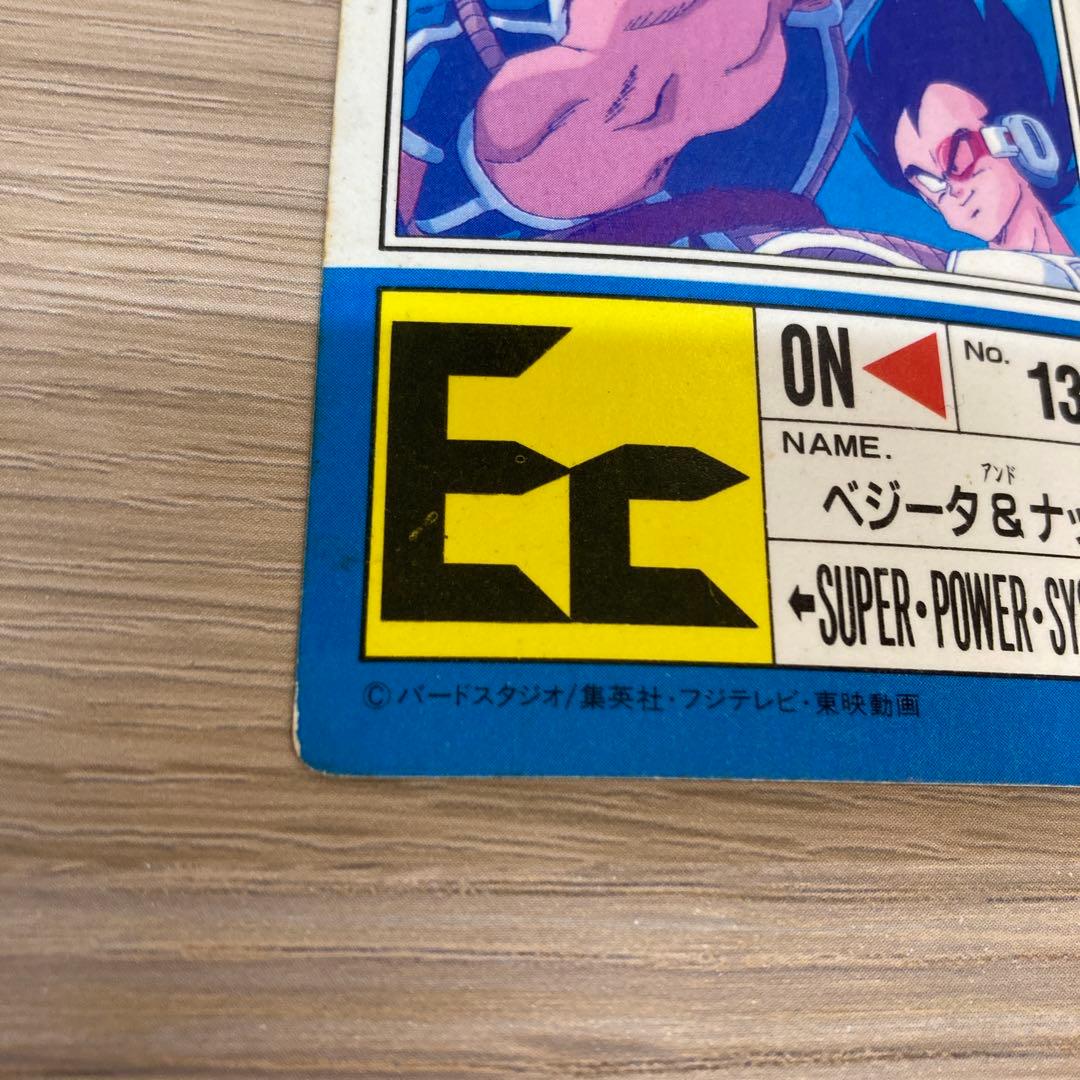 Ec
ON
No. 13
NAME.
アンド
ベジータ&ナッ
←SUPER・POWER・SY
©バードスタジオ/集英社・フジテレビ・東映動画